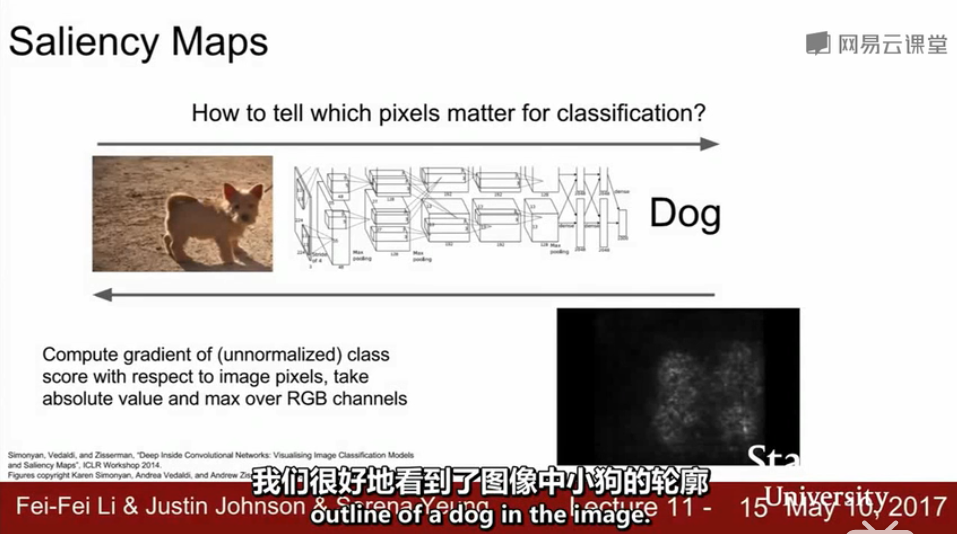 Saliency Maps
网易云课堂
How to tell which pixels matter for classification?
Dog
Compute gradient of (unnormalized) class
score with respect to image pixels, take
absolute value and max over RGB channels
Simonyan, Vedaldi, and Zisserman, "Deep Inside Convolutional Networks: Visualising Image Classification Models
and Saliency Maps", ICLR Workshop 2014.
Figures copyright Karen Simonyan, Andrea Vedaldi, and Andrew
我们很好地看到了图像中小狗的轮廓
Fei-Fei Li & Justin Johnson & Serena Yeung
Lecture 11 - 15
May 10, 2017
University
outline of a dog in the image.